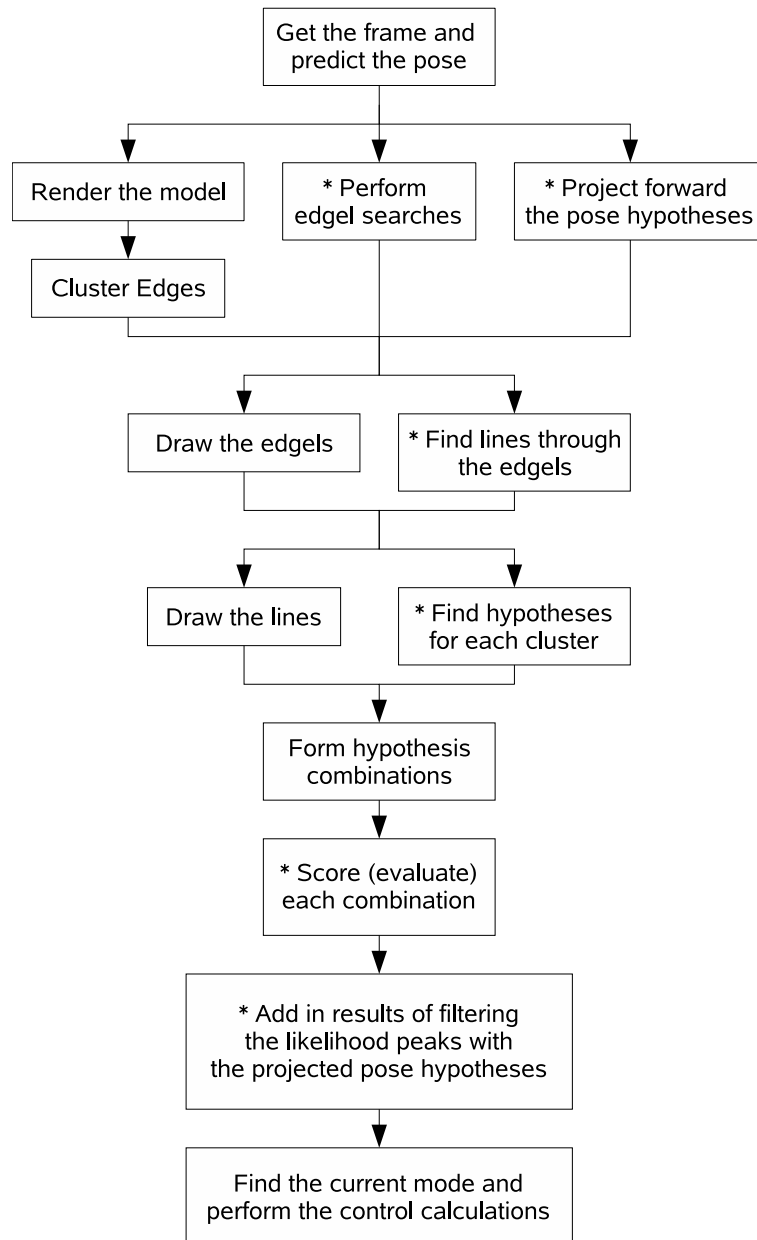 Get the frame and
predict the pose
Render the model
* Perform
edgel searches
* Project forward
the pose hypotheses
Cluster Edges
Draw the edgels
* Find lines through
the edgels
Draw the lines
* Find hypotheses
for each cluster
Form hypothesis
combinations
* Score (evaluate)
each combination
* Add in results of filtering
the likelihood peaks with
the projected pose hypotheses
Find the current mode and
perform the control calculations